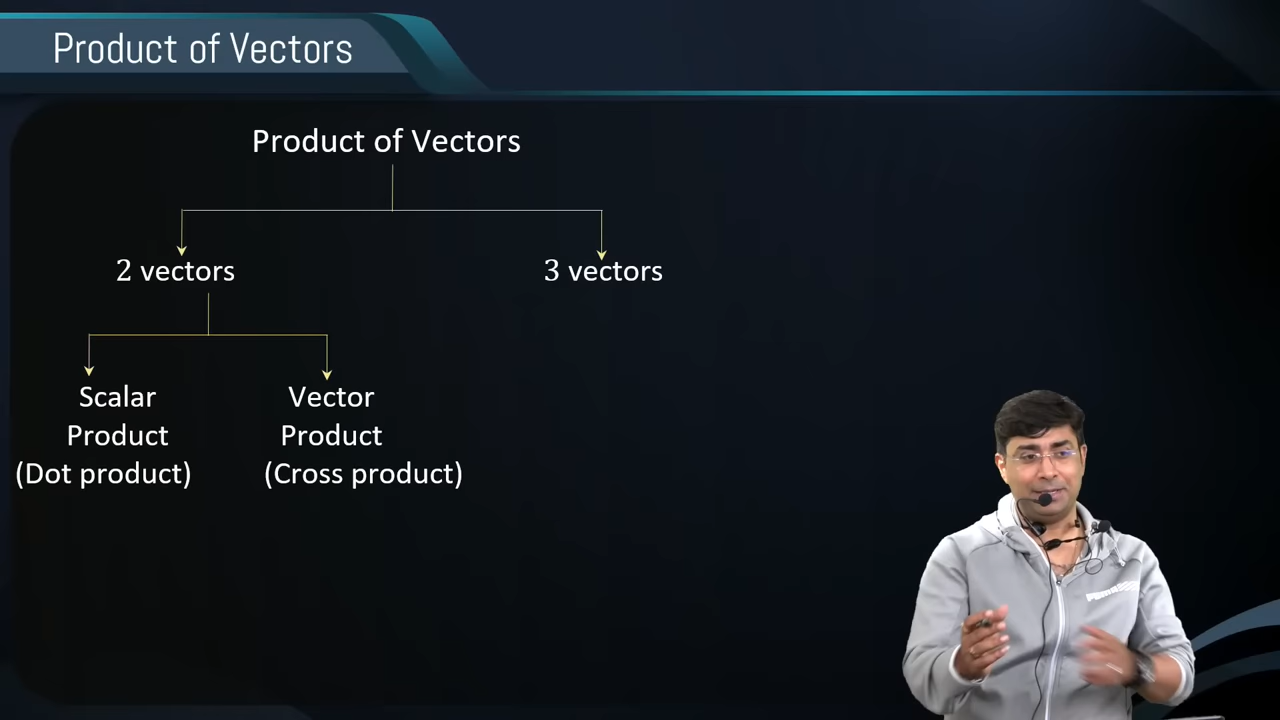 Product of Vectors
Product of Vectors
2 vectors
3 vectors
Scalar
Product
(Dot product)
Vector
Product
(Cross product)